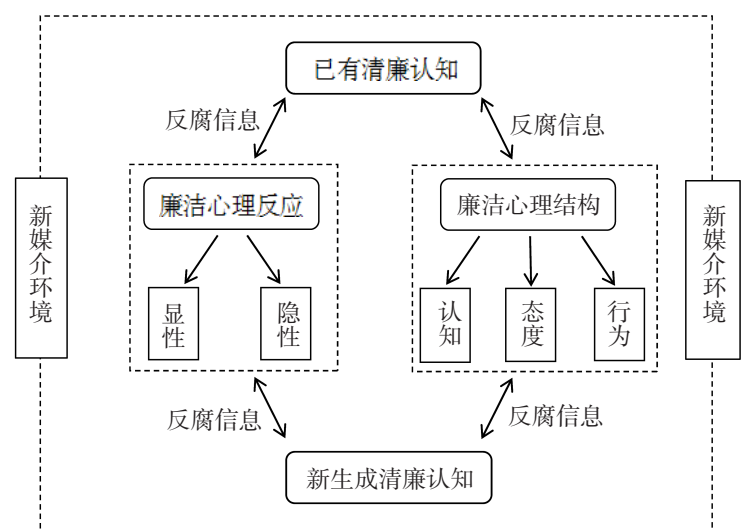 已有清廉认知
反腐信息
反腐信息
新媒介环境
廉洁心理反应
廉洁心理结构
新媒介环境
显性
隐性
认知
态度
行为
反腐信息
反腐信息
新生成清廉认知